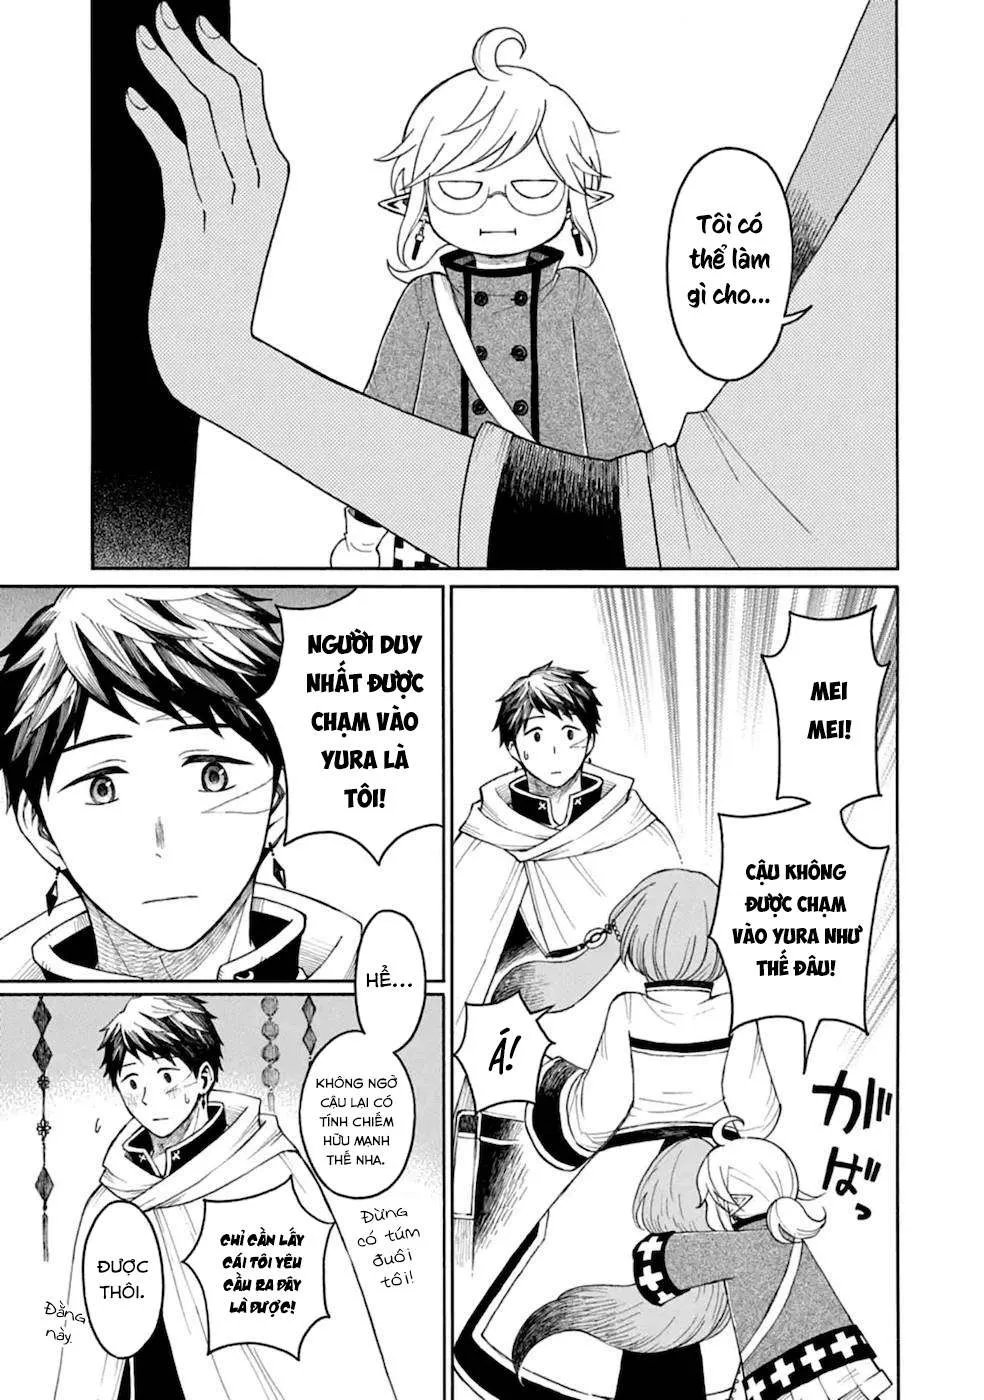 Tôi có
thể làm
gì cho...
MEI
MEI!
CẬU KHÔNG
ĐƯỢC CHẠM
VÀO YURA NHƯ
THẾ ĐÂU!
Á!
ガばっ
NGƯỜI DUY
NHẤT ĐƯỢC
CHẠM VÀO
YURA LÀ
TÔI!
HỂ...
KHÔNG NGỜ
CẬU LẠI CÓ
TÍNH CHIẾM
HỮU MẠNH
THẾ NHA.
Đừng
có túm
đuôi
tôi!
CHỈ CẦN LẤY
CÁI TÔI YÊU
CẦU RA ĐÂY
LÀ ĐƯỢC!
ĐƯỢC
THÔI.
Đằng
này.